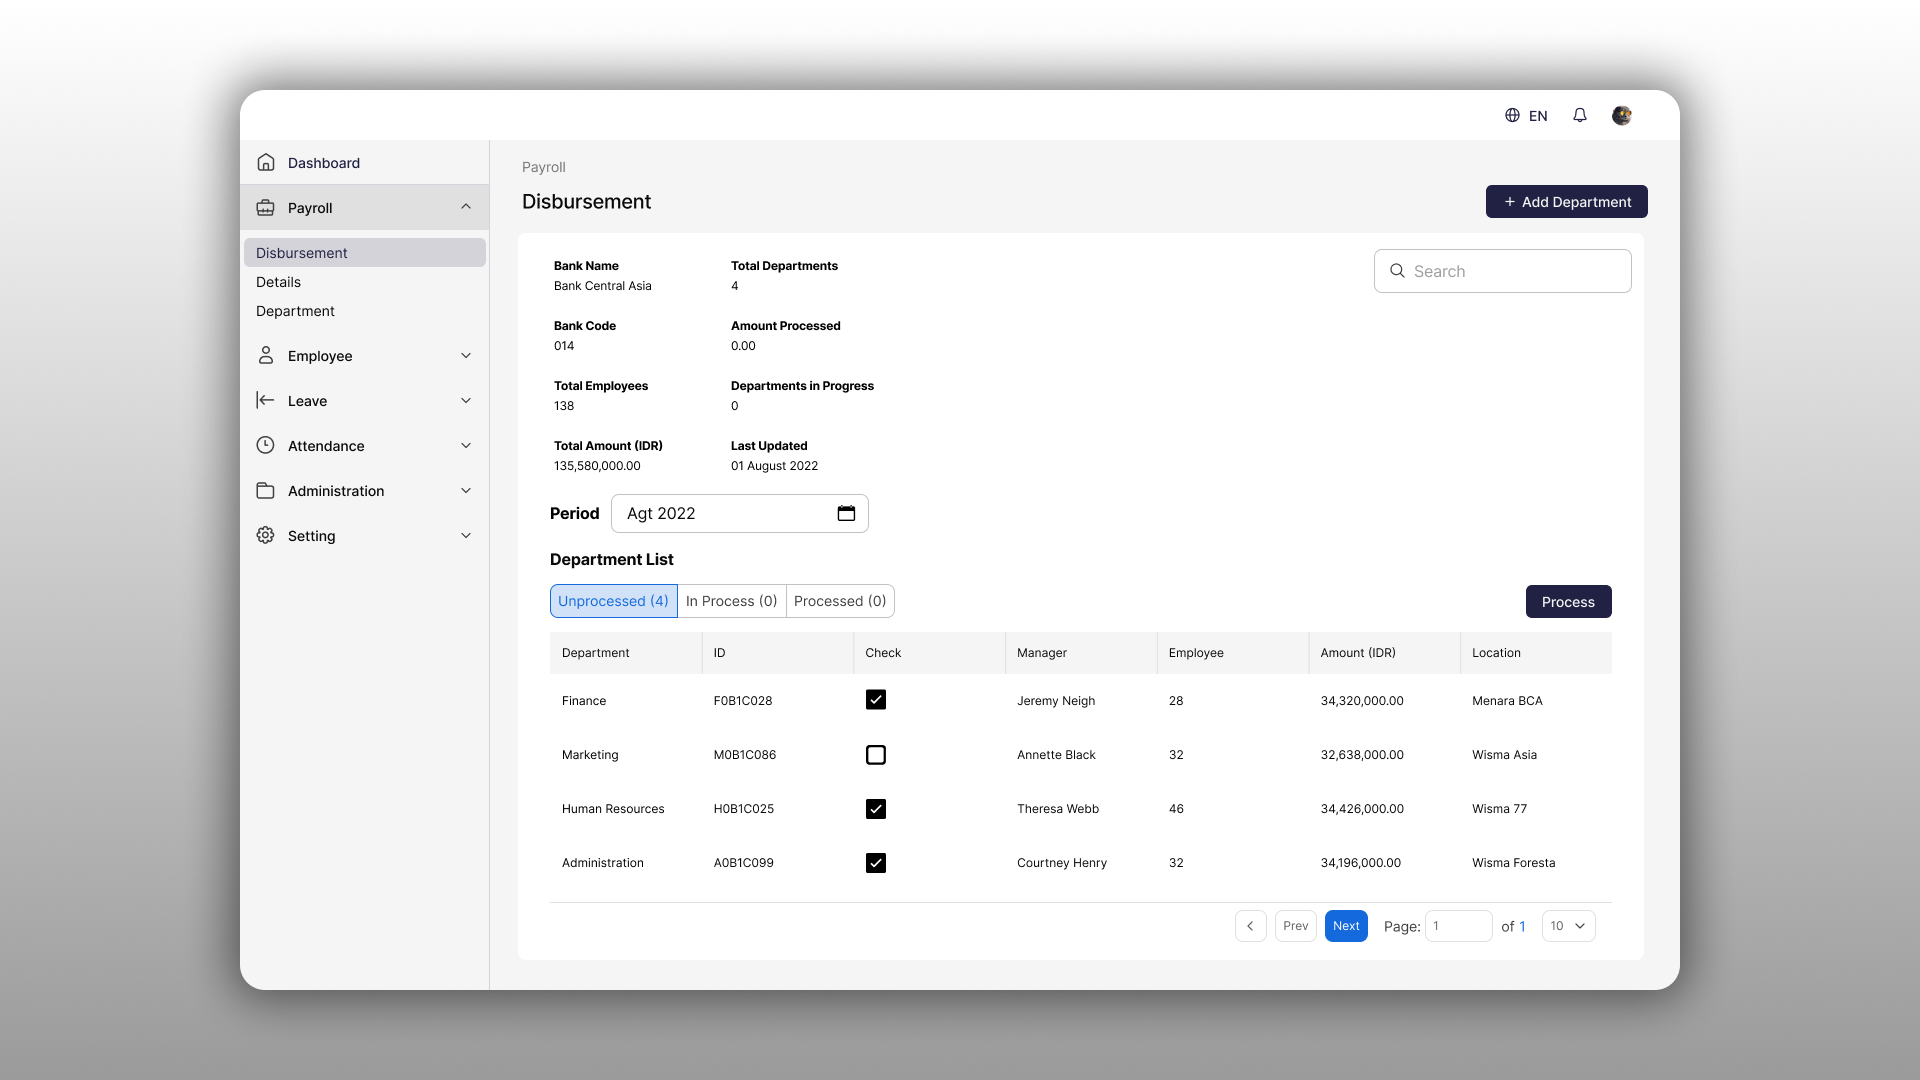 EN
Dashboard
Payroll
Disbursement
Details
Department
Employee
Leave
Attendance
Administration
Setting
Payroll
Disbursement
+ Add Department
Bank Name
Bank Central Asia
Total Departments
4
Search
Bank Code
014
Amount Processed
0.00
Total Employees
138
Departments in Progress
0
Total Amount (IDR)
135,580,000.00
Last Updated
01 August 2022
Period
Agt 2022
Department List
Unprocessed (4) In Process (0) Processed (0)
Process
Department ID Check Manager Employee Amount (IDR) Location
Finance F0B1C028 Jeremy Neigh 28 34,320,000.00 Menara BCA
Marketing M0B1C086 Annette Black 32 32,638,000.00 Wisma Asia
Human Resources H0B1C025 Theresa Webb 46 34,426,000.00 Wisma 77
Administration A0B1C099 Courtney Henry 32 34,196,000.00 Wisma Foresta
Prev Next Page: 1 of 1 10